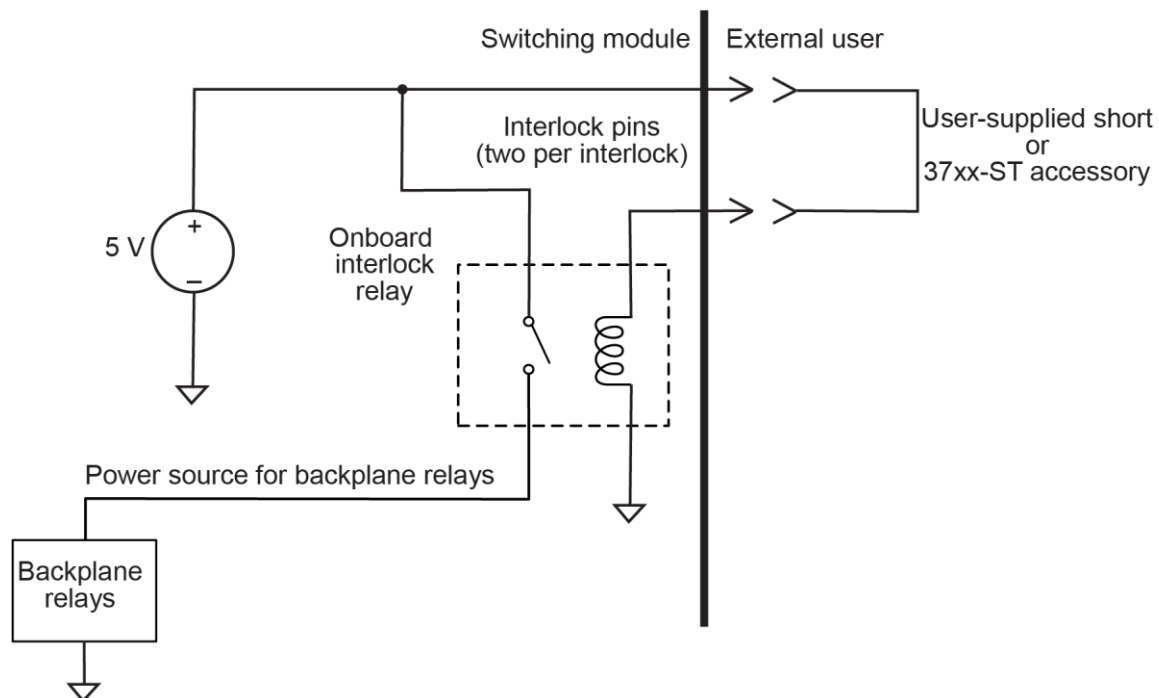 Switching module
External user
Interlock pins
(two per interlock)
User-supplied short
or
37xx-ST accessory
+
5 V
–
Onboard
interlock
relay
Power source for backplane relays
Backplane
relays